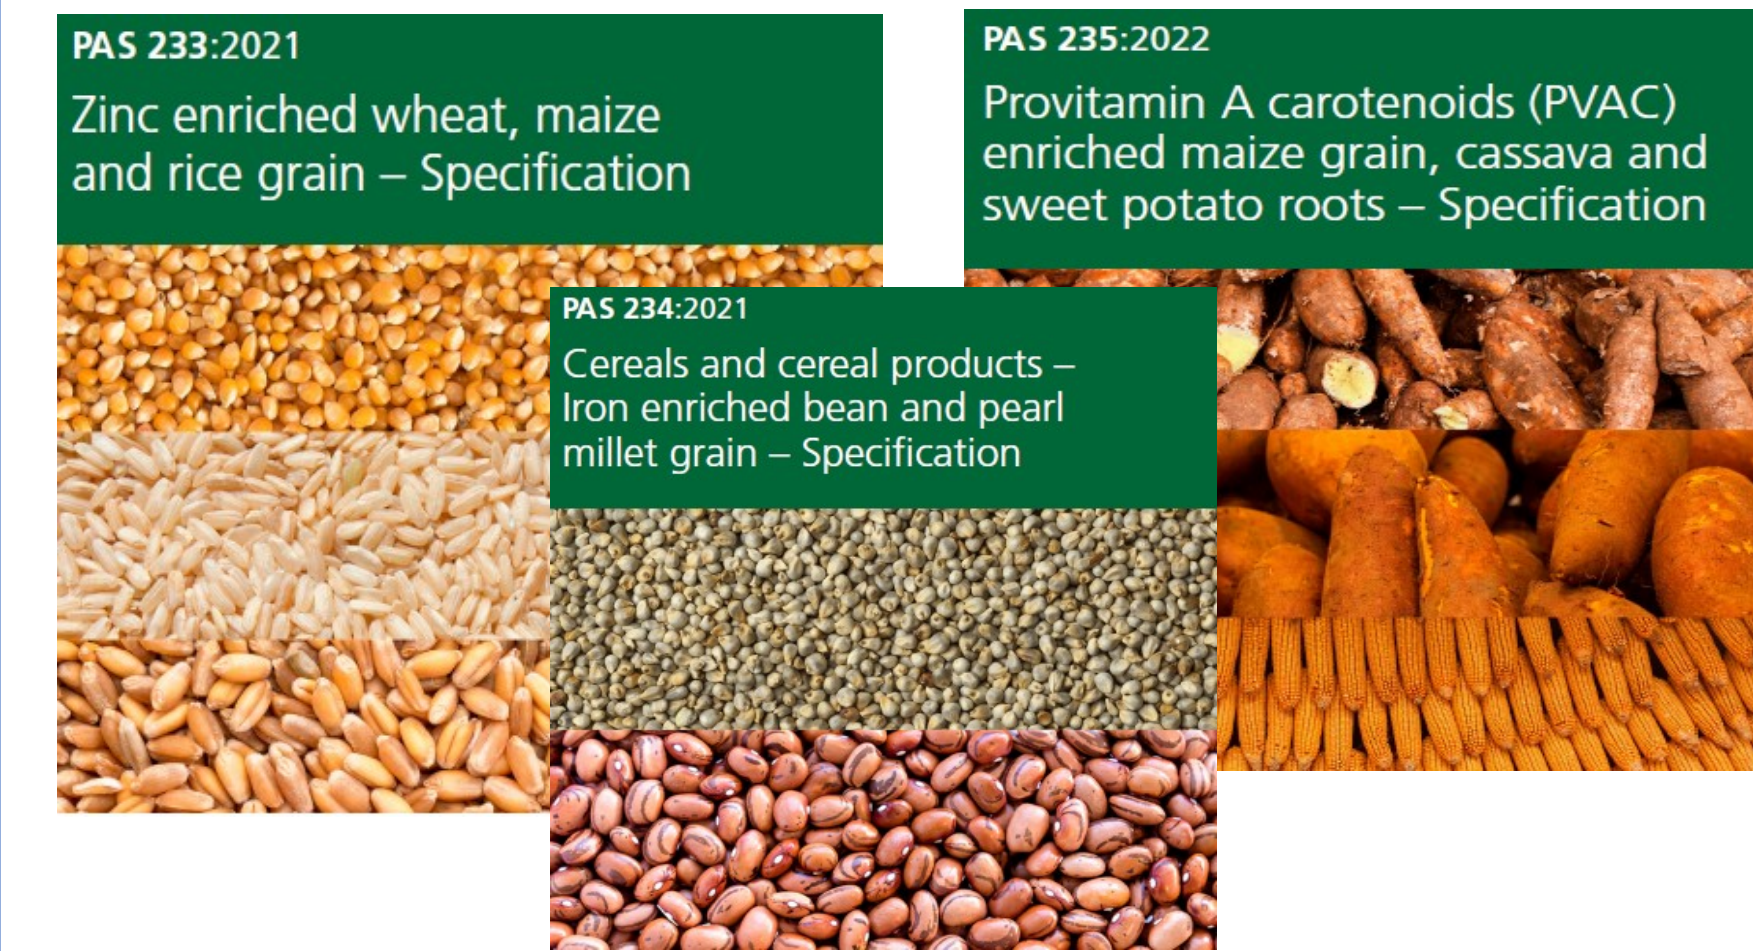 PAS 233:2021
Zinc enriched wheat, maize
and rice grain – Specification
PAS 234:2021
Cereals and cereal products –
Iron enriched bean and pearl
millet grain – Specification
PAS 235:2022
Provitamin A carotenoids (PVAC)
enriched maize grain, cassava and
sweet potato roots – Specification